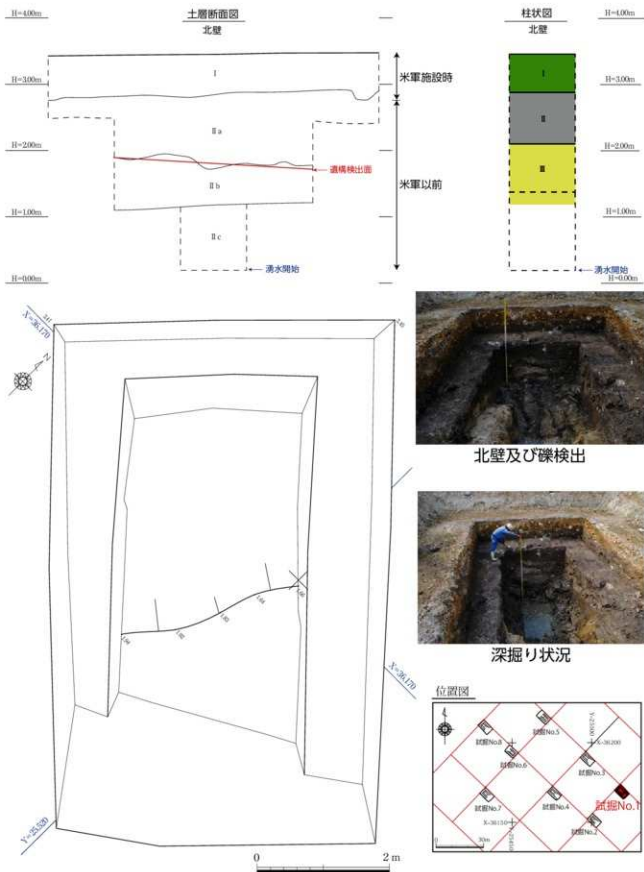 土層断面図
北壁
H=4.00m
H=3.00m
H=2.00m
H=1.00m
H=0.00m
I
IIa
IIb
IIc
米軍施設時
米軍以前
遺構検出面
湧水開始
柱状図
北壁
H=4.00m
H=3.00m
H=2.00m
H=1.00m
H=0.00m
I
II
III
湧水開始
X=36.170
N
X=36.170
Y=25.520
0 2 m
北壁及び礫検出
深掘り状況
位置図
試掘No.8
試掘No.5
試掘No.6
試掘No.3
試掘No.7
試掘No.4
試掘No.1
試掘No.2
X=36200
X=36150
0 30m